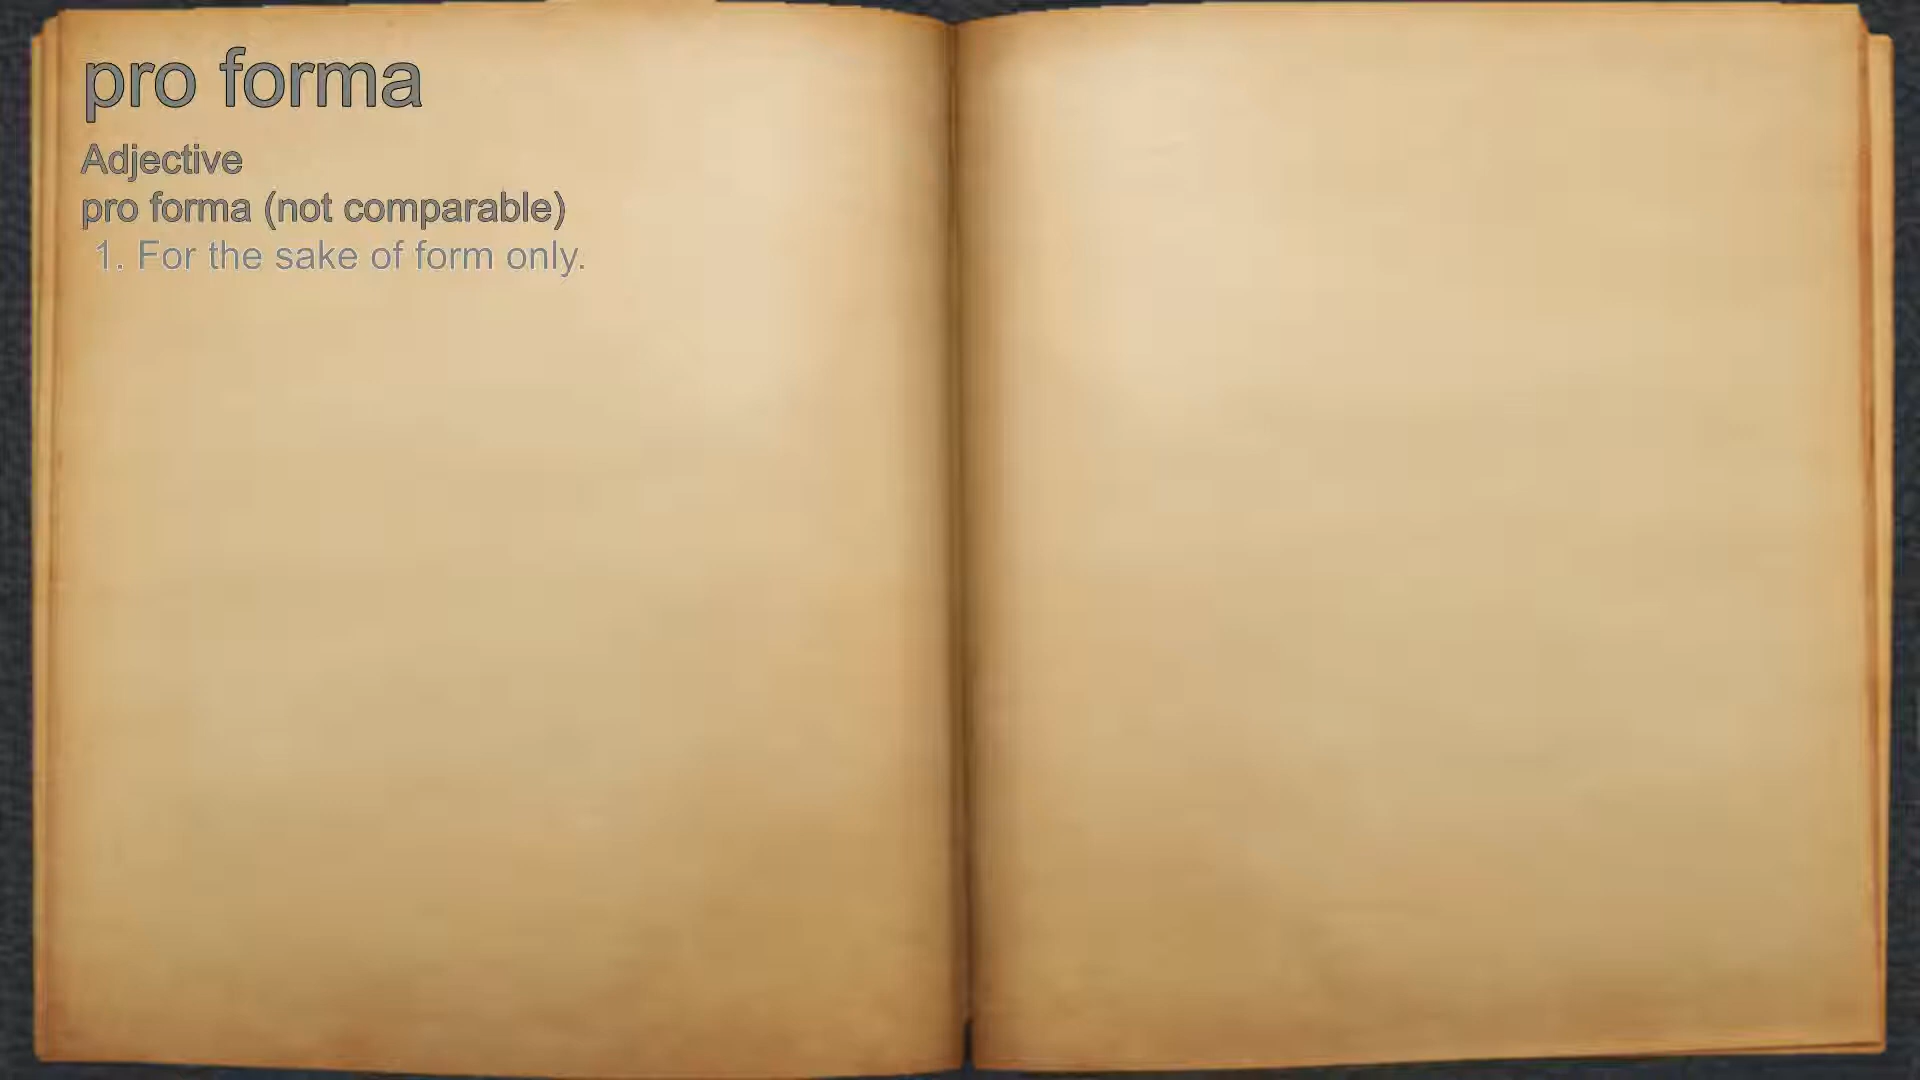 pro forma
Adjective
pro forma (not comparable)
1. For the sake of form only.